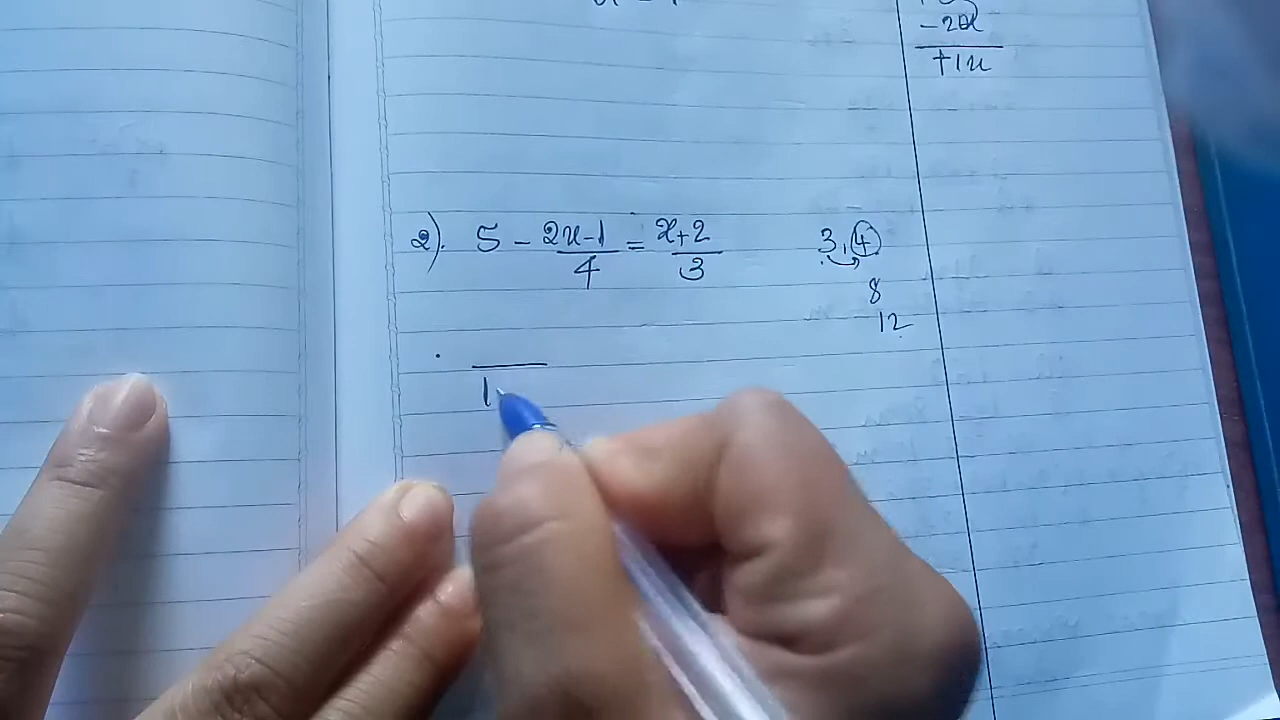 - 2x
+1x
2). 5 - 2x-1/4 = x+2/3
3, 4
8
12
1